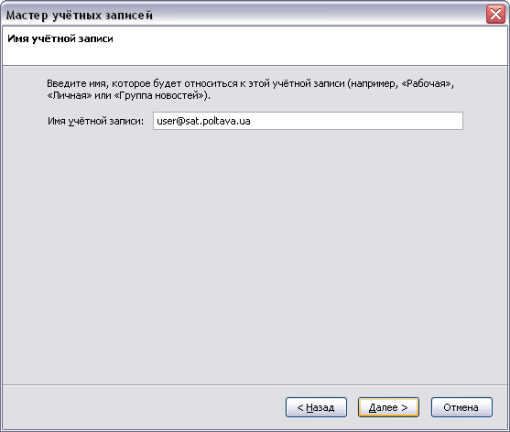 Мастер учётных записей
Имя учётной записи
Введите имя, которое будет относиться к этой учётной записи (например, «Рабочая»,
«Личная» или «Группа новостей»).
Имя учётной записи: user@sat.poltava.ua
< Назад Далее > Отмена